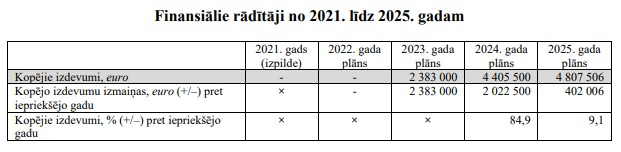 Finansiālie rādītāji no 2021. līdz 2025. gadam
2021. gads (izpilde) 2022. gada plāns 2023. gada plāns 2024. gada plāns 2025. gada plāns
Kopējie izdevumi, euro - - 2 383 000 4 405 500 4 807 506
Kopējo izdevumu izmaiņas, euro (+/–) pret iepriekšējo gadu × - 2 383 000 2 022 500 402 006
Kopējie izdevumi, % (+/–) pret iepriekšējo gadu × × × 84,9 9,1